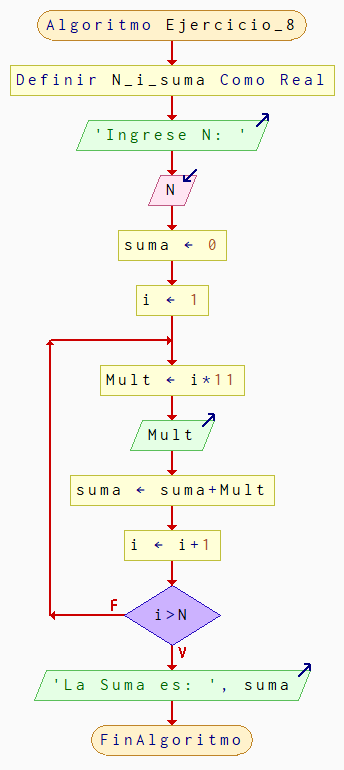 Algoritmo Ejercicio_8
Definir N_i_suma Como Real
'Ingrese N: '
N
suma ← 0
i ← 1
Mult ← i*11
Mult
suma ← suma+Mult
i ← i+1
F
i>N
V
'La Suma es: ', suma
FinAlgoritmo